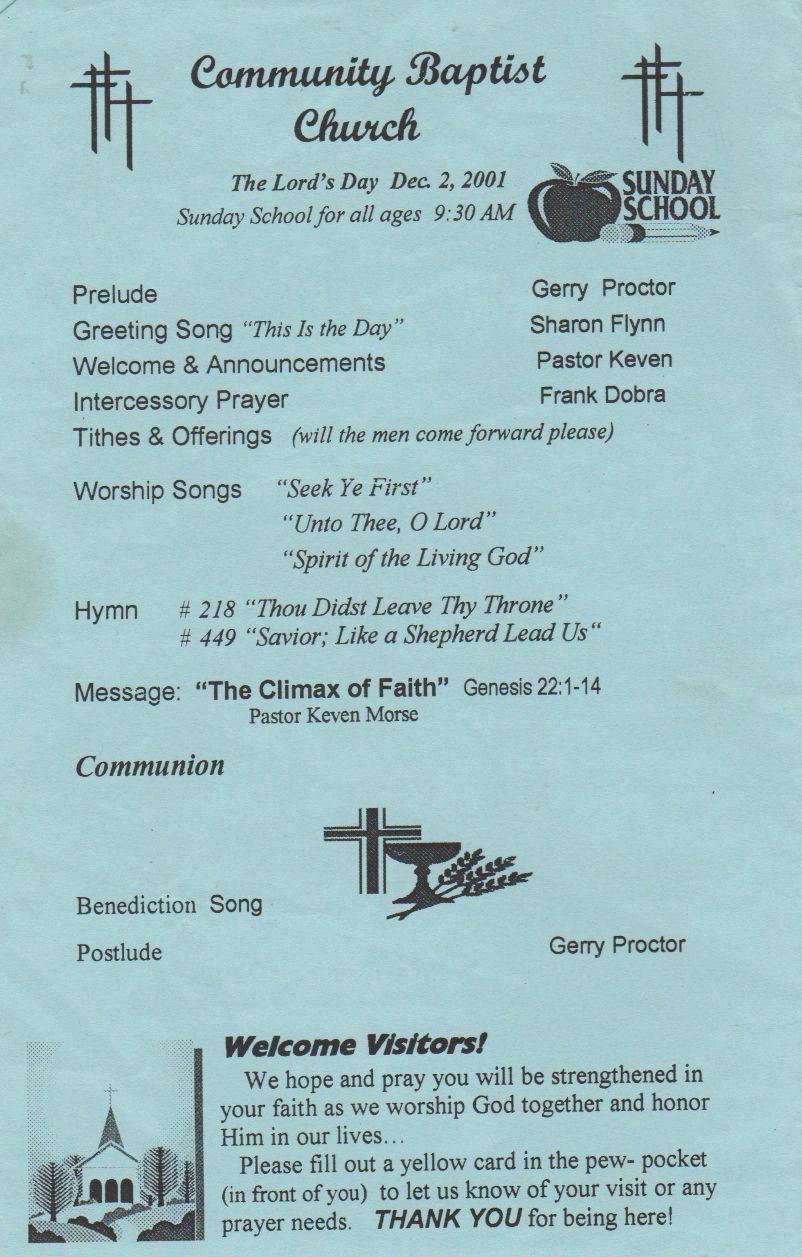 Community Baptist
Church
The Lord's Day Dec. 2, 2001
Sunday School for all ages 9:30 AM
SUNDAY
SCHOOL
Prelude Gerry Proctor
Greeting Song "This Is the Day" Sharon Flynn
Welcome & Announcements Pastor Keven
Intercessory Prayer Frank Dobra
Tithes & Offerings (will the men come forward please)
Worship Songs "Seek Ye First"
"Unto Thee, O Lord"
"Spirit of the Living God"
Hymn # 218 "Thou Didst Leave Thy Throne"
# 449 "Savior; Like a Shepherd Lead Us"
Message: "The Climax of Faith" Genesis 22:1-14
Pastor Keven Morse
Communion
Benediction Song
Postlude Gerry Proctor
Welcome Visitors!
We hope and pray you will be strengthened in
your faith as we worship God together and honor
Him in our lives...
Please fill out a yellow card in the pew- pocket
(in front of you) to let us know of your visit or any
prayer needs. THANK YOU for being here!